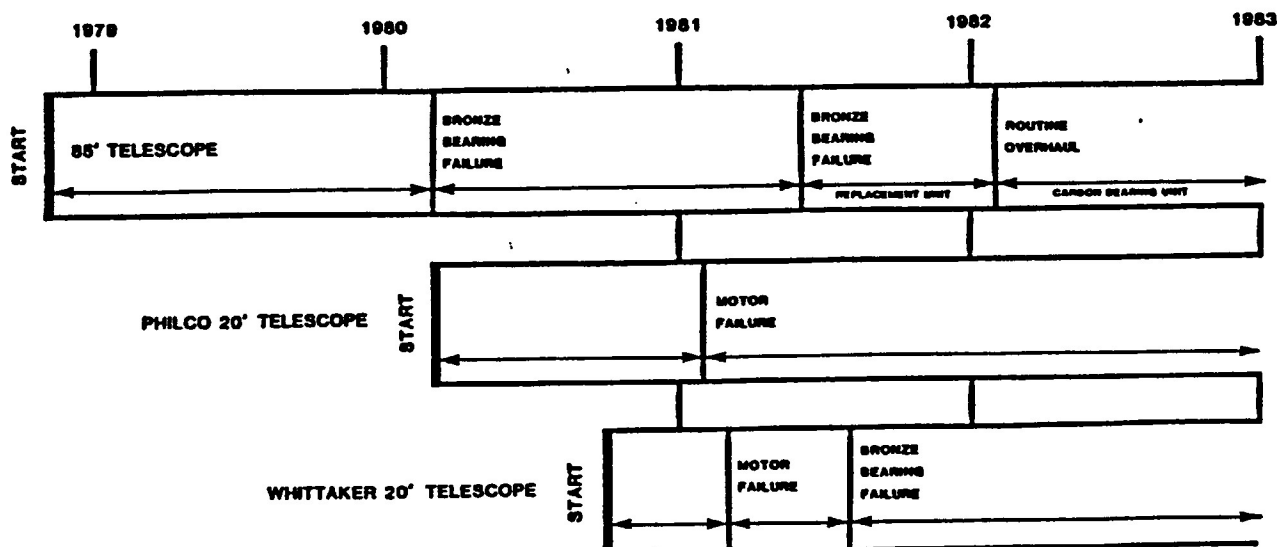 1979 1980 1981 1982 1983
START
85" TELESCOPE
BRONZE
BEARING
FAILURE
BRONZE
BEARING
FAILURE
REPLACEMENT UNIT
ROUTINE
OVERHAUL
CARBON BEARING UNIT
PHILCO 20" TELESCOPE
START
MOTOR
FAILURE
WHITTAKER 20" TELESCOPE
START
MOTOR
FAILURE
BRONZE
BEARING
FAILURE